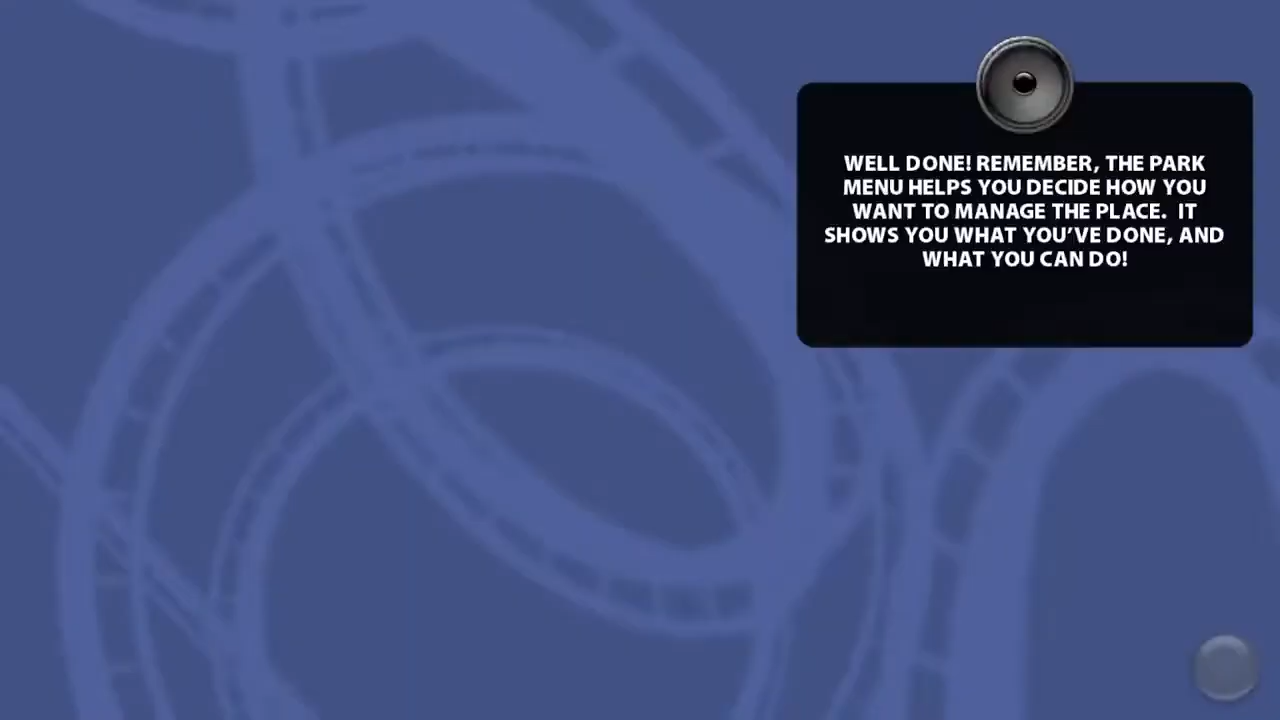 WELL DONE! REMEMBER, THE PARK
MENU HELPS YOU DECIDE HOW YOU
WANT TO MANAGE THE PLACE.  IT
SHOWS YOU WHAT YOU'VE DONE, AND
WHAT YOU CAN DO!